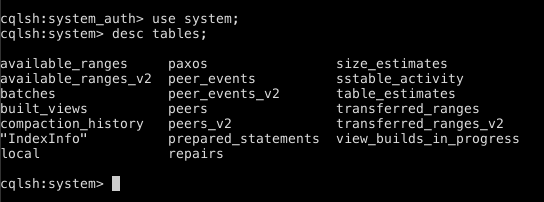 cqlsh:system_auth> use system;
cqlsh:system> desc tables;
available_ranges     paxos                size_estimates
available_ranges_v2  peer_events          sstable_activity
batches              peer_events_v2       table_estimates
built_views          peers                transferred_ranges
compaction_history   peers_v2             transferred_ranges_v2
"IndexInfo"          prepared_statements  view_builds_in_progress
local                repairs
cqlsh:system>